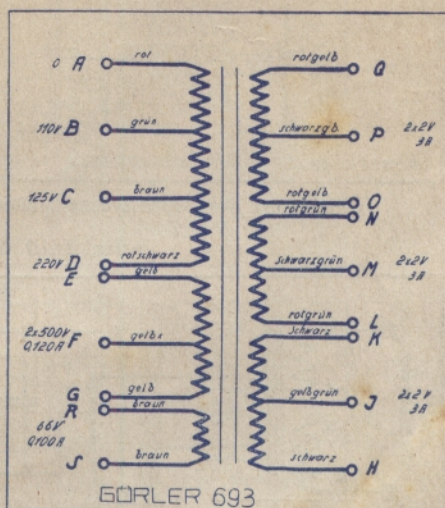 0 A rot
110V B grün
125V C braun
220V D rotschwarz
E gelb
2x500V 0,120A F gelbx
G gelb
R braun
66V 0,100A
S braun
rotgelb Q
schwarzgb P 2x2V 3A
rotgelb O
rotgrün N
schwarzgrün M 2x2V 3A
rotgrün L
schwarz K
gelbgrün J 2x2V 3A
schwarz H
GÖRLER 693